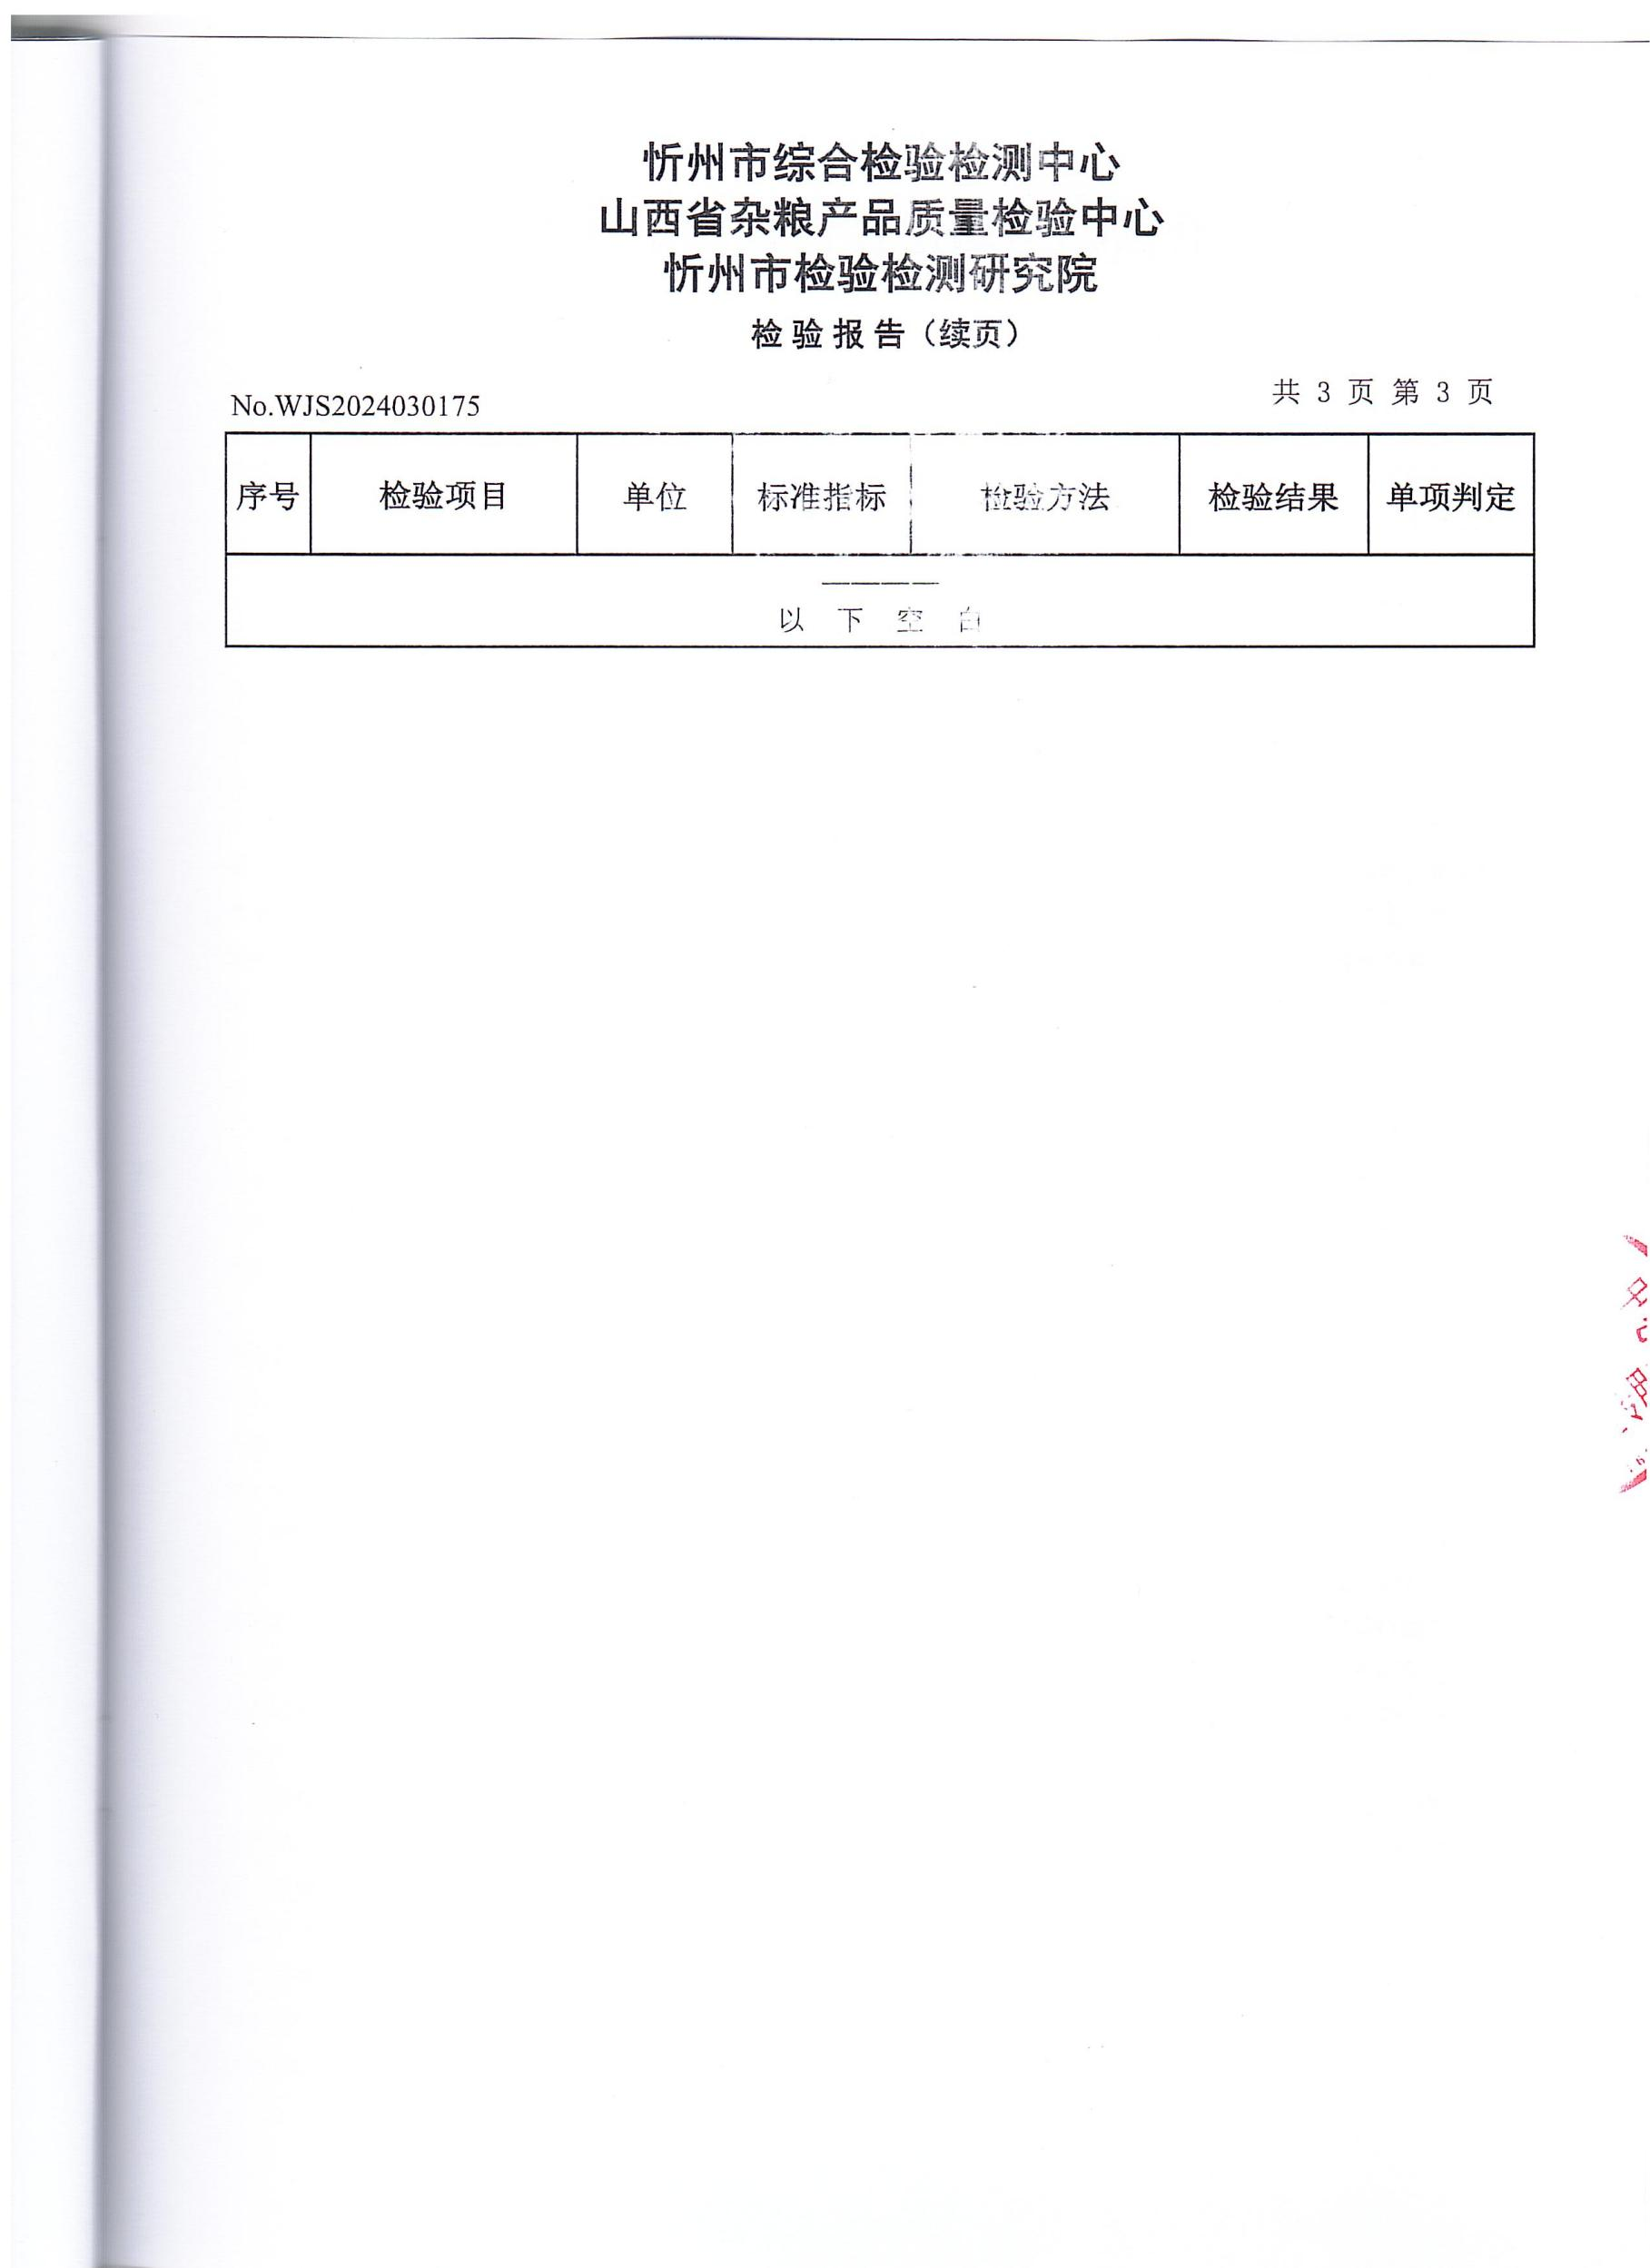 忻州市综合检验检测中心
山西省杂粮产品质量检验中心
忻州市检验检测研究院
检验报告（续页）
No.WJS2024030175
共 3 页 第 3 页
序号 检验项目 单位 标准指标 检验方法 检验结果 单项判定
————
以 下 空 白